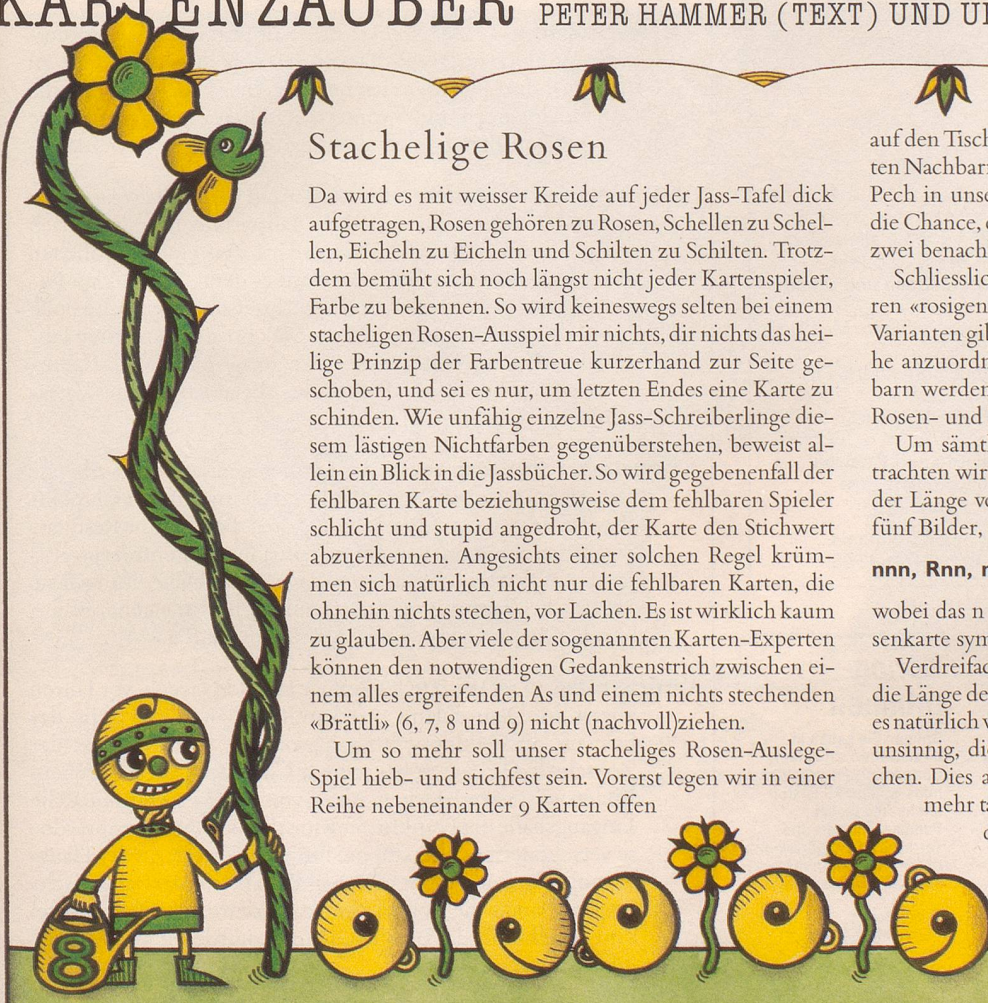 KARTENZAUBER PETER HAMMER (TEXT) UND
Stachelige Rosen
Da wird es mit weisser Kreide auf jeder Jass-Tafel dick
aufgetragen, Rosen gehören zu Rosen, Schellen zu Schel-
len, Eicheln zu Eicheln und Schilten zu Schilten. Trotz-
dem bemüht sich noch längst nicht jeder Kartenspieler,
Farbe zu bekennen. So wird keineswegs selten bei einem
stacheligen Rosen-Ausspiel mir nichts, dir nichts das hei-
lige Prinzip der Farbentreue kurzerhand zur Seite ge-
schoben, und sei es nur, um letzten Endes eine Karte zu
schinden. Wie unfähig einzelne Jass-Schreiberlinge die-
sem lästigen Nichtfarben gegenüberstehen, beweist al-
lein ein Blick in die Jassbücher. So wird gegebenenfall der
fehlbaren Karte beziehungsweise dem fehlbaren Spieler
schlicht und stupid angedroht, der Karte den Stichwert
abzuerkennen. Angesichts einer solchen Regel krüm-
men sich natürlich nicht nur die fehlbaren Karten, die
ohnehin nichts stechen, vor Lachen. Es ist wirklich kaum
zu glauben. Aber viele der sogenannten Karten-Experten
können den notwendigen Gedankenstrich zwischen ei-
nem alles ergreifenden As und einem nichts stechenden
«Brättli» (6, 7, 8 und 9) nicht (nachvoll)ziehen.
Um so mehr soll unser stacheliges Rosen-Auslege-
Spiel hieb- und stichfest sein. Vorerst legen wir in einer
Reihe nebeneinander 9 Karten offen
auf den Tisch
ten Nachbar
Pech in uns
die Chance,
zwei benach
Schliesslic
ren «rosigen
Varianten gib
he anzuordn
barn werden
Rosen- und
Um sämt
trachten wir
der Länge v
fünf Bilder,
nnn, Rnn,
wobei das n
senkarte sym
Verdreifac
die Länge de
es natürlich
unsinnig, di
chen. Dies a
mehr ta
8